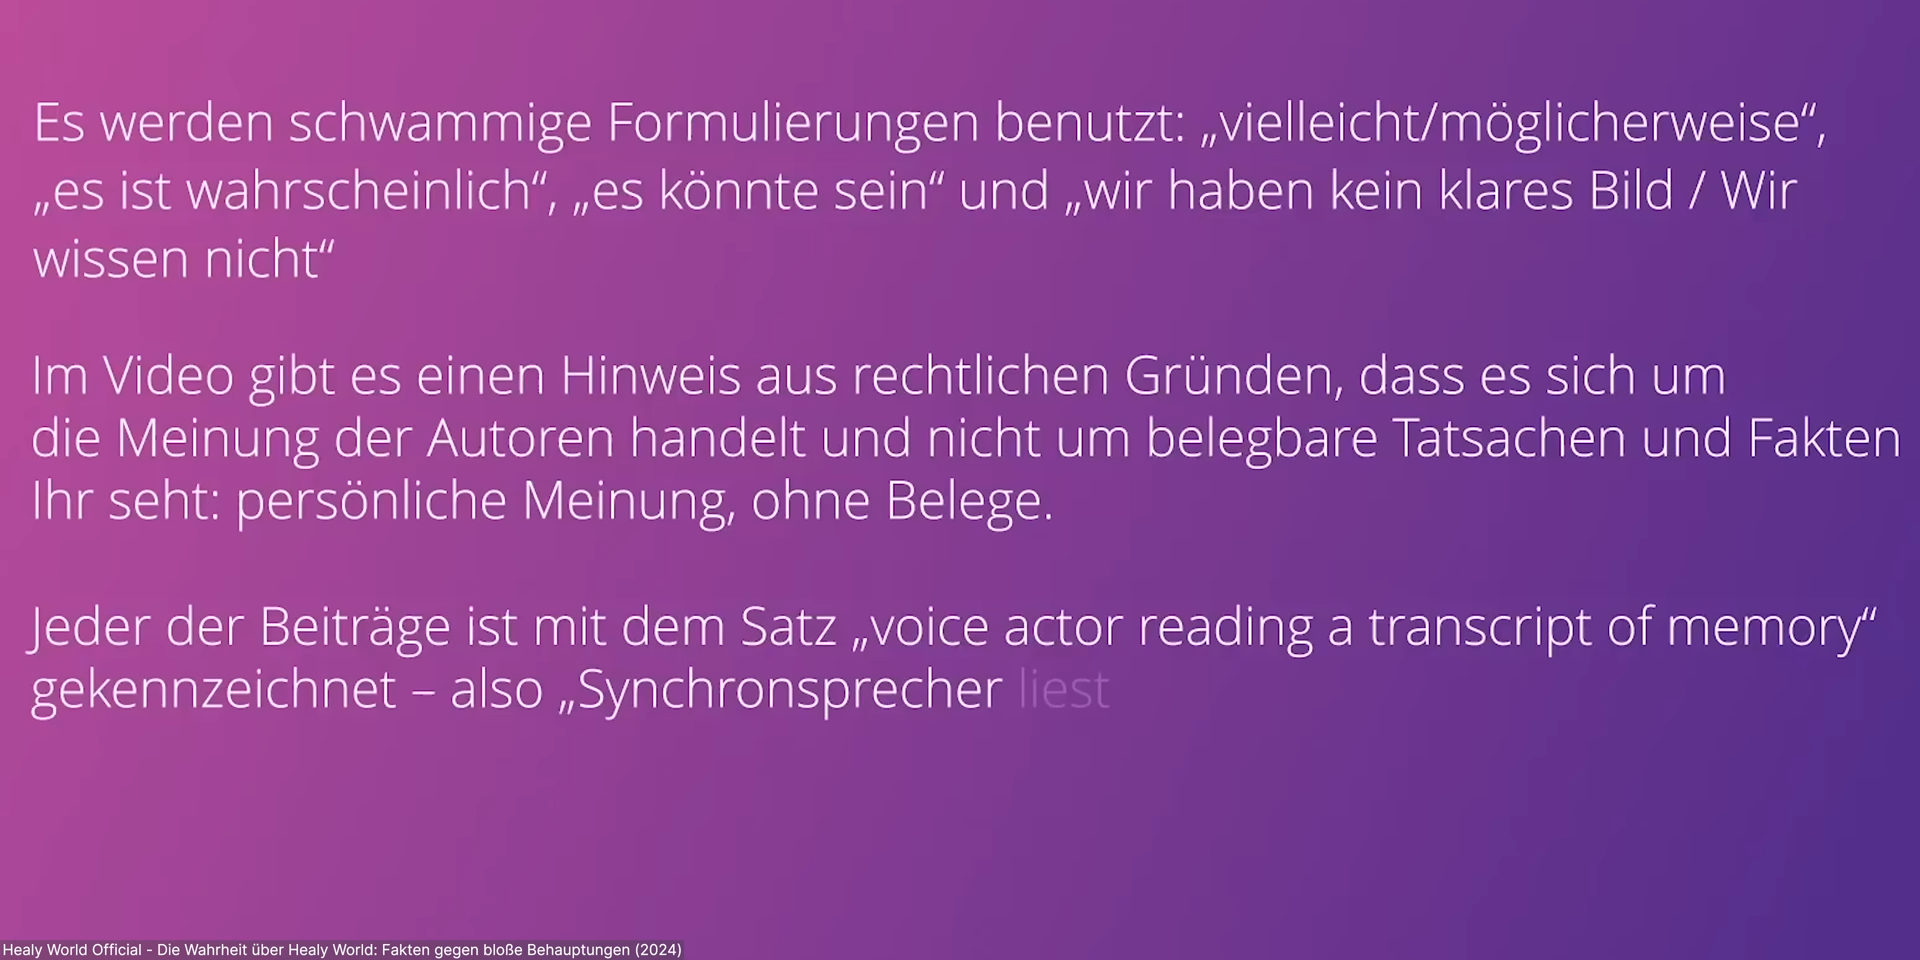 Es werden schwammige Formulierungen benutzt: „vielleicht/möglicherweise“,
„es ist wahrscheinlich“, „es könnte sein“ und „wir haben kein klares Bild / Wir
wissen nicht“
Im Video gibt es einen Hinweis aus rechtlichen Gründen, dass es sich um
die Meinung der Autoren handelt und nicht um belegbare Tatsachen und Fakten
Ihr seht: persönliche Meinung, ohne Belege.
Jeder der Beiträge ist mit dem Satz „voice actor reading a transcript of memory“
gekennzeichnet – also „Synchronsprecher liest
Healy World Official - Die Wahrheit über Healy World: Fakten gegen bloße Behauptungen (2024)